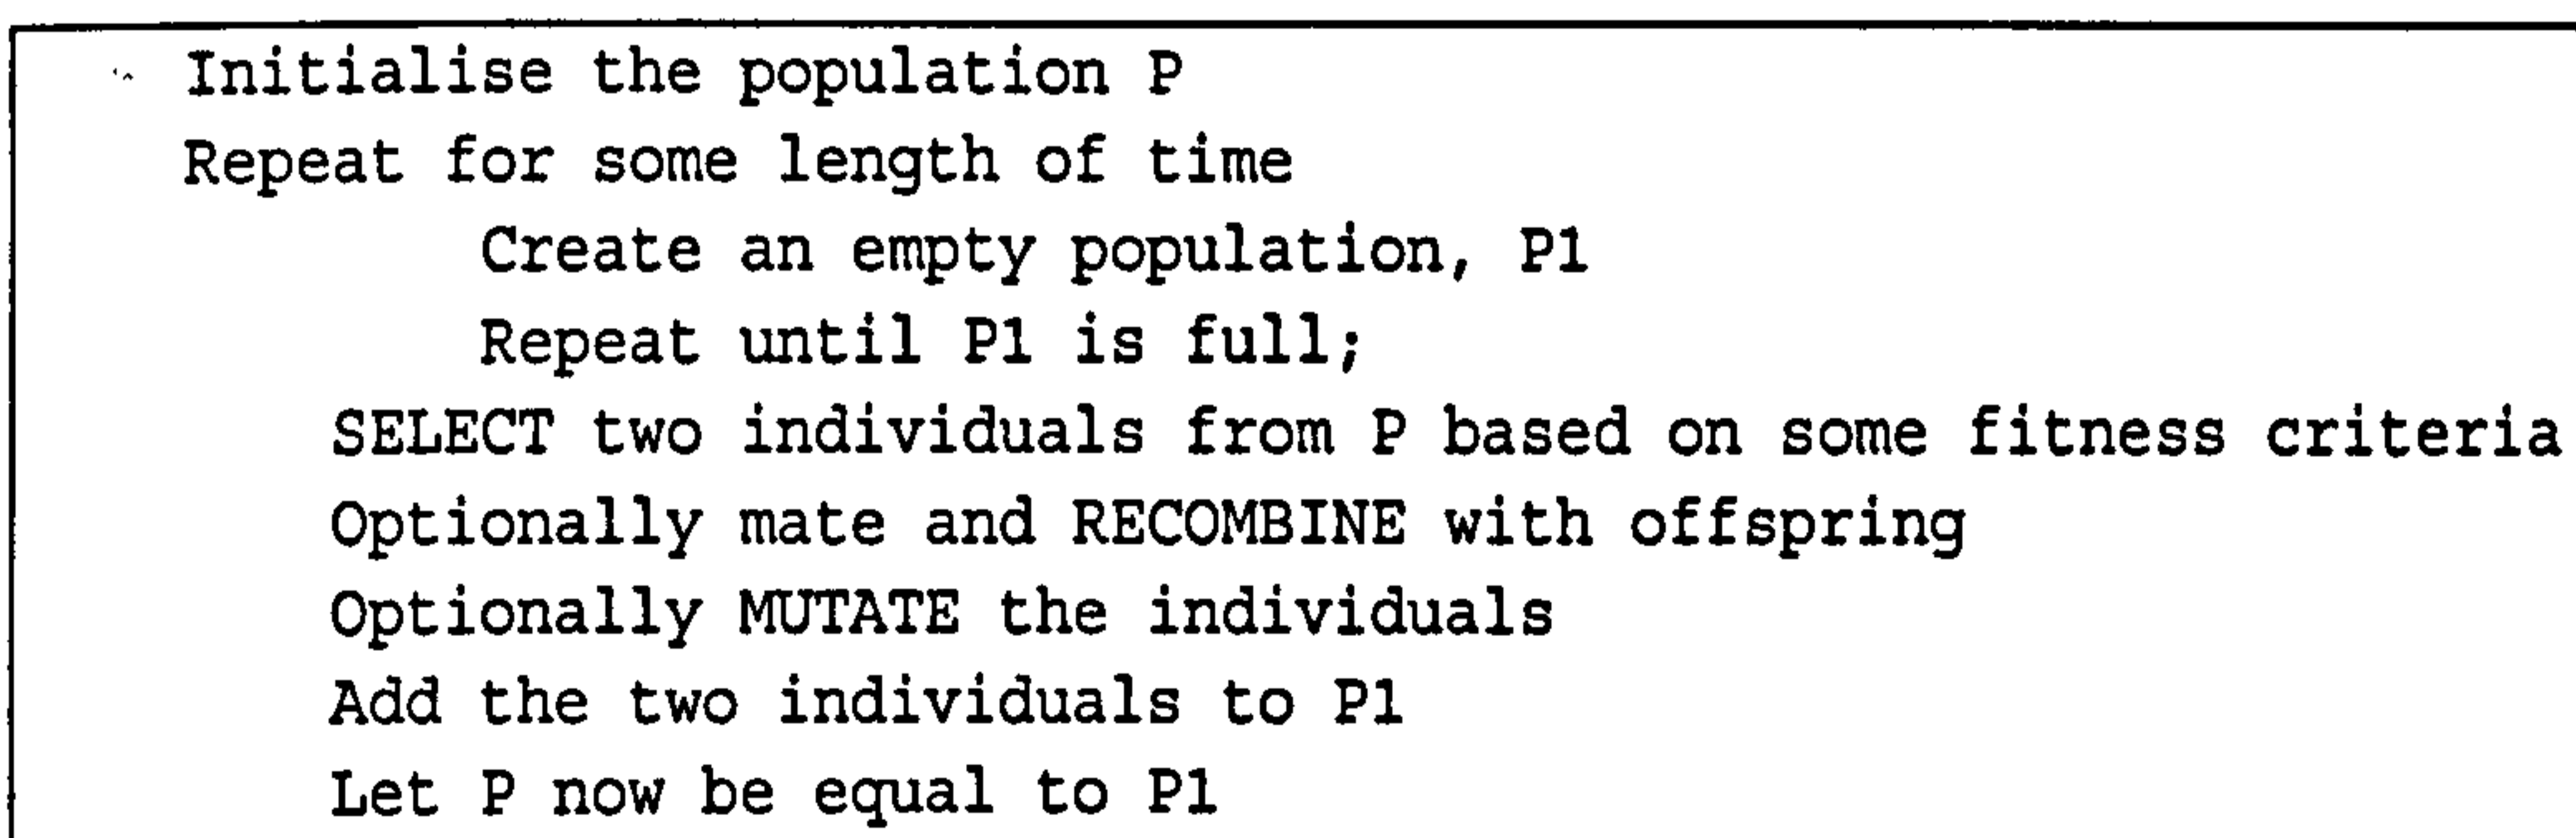 Initialise the population P
Repeat for some length of time
Create an empty population, P1
Repeat until P1 is full;
SELECT two individuals from P based on some fitness criteria
Optionally mate and RECOMBINE with offspring
Optionally MUTATE the individuals
Add the two individuals to P1
Let P now be equal to P1